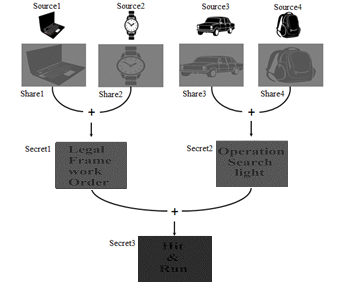 Source1 Source2 Source3 Source4
Share1 Share2 Share3 Share4
+ +
Secret1 Legal
Frame
work
Order
Secret2 Operation
Search
light
+
Secret3 Hit
&
Run